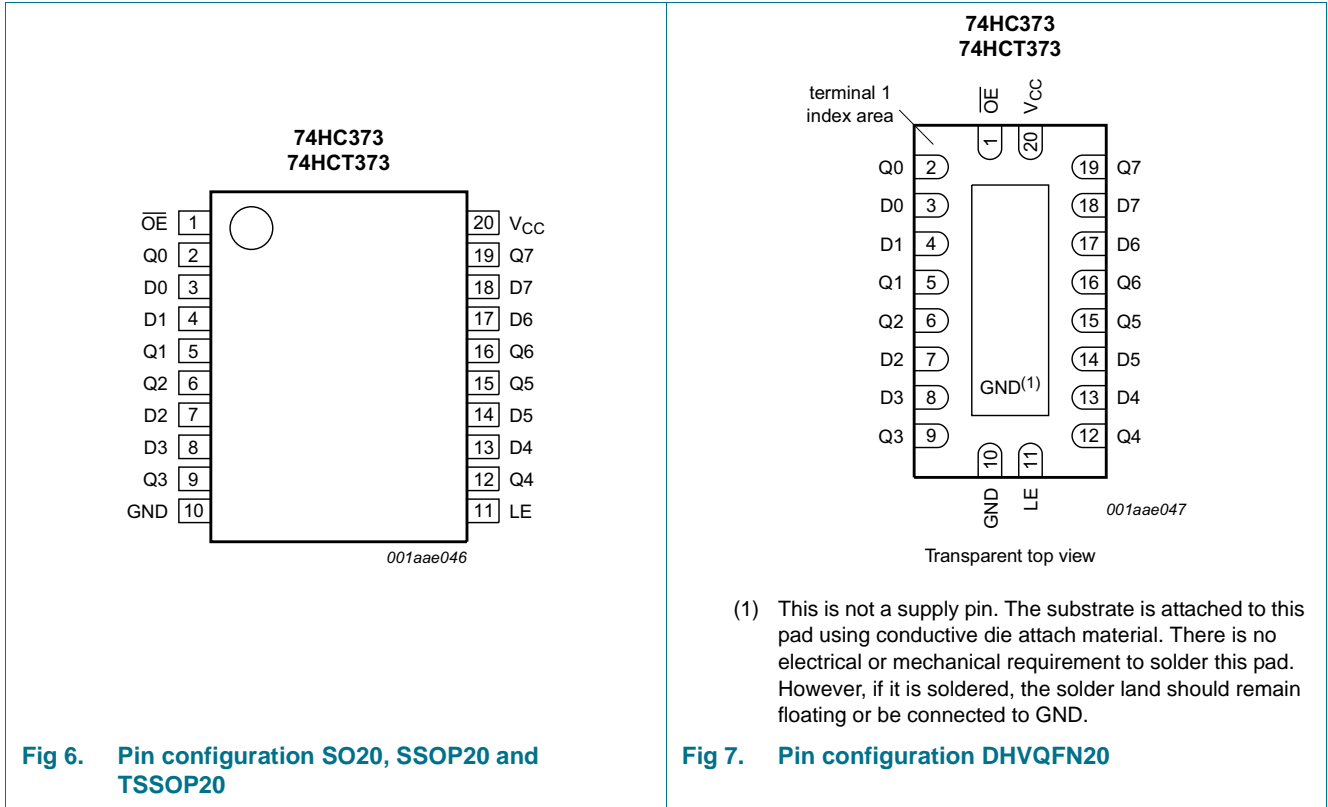 74HC373
74HCT373
OE 1
Q0 2
D0 3
D1 4
Q1 5
Q2 6
D2 7
D3 8
Q3 9
GND 10
20 VCC
19 Q7
18 D7
17 D6
16 Q6
15 Q5
14 D5
13 D4
12 Q4
11 LE
001aae046
Fig 6. Pin configuration SO20, SSOP20 and
TSSOP20
74HC373
74HCT373
terminal 1
index area
OE
VCC
1
20
Q0 2
D0 3
D1 4
Q1 5
Q2 6
D2 7
D3 8
Q3 9
19 Q7
18 D7
17 D6
16 Q6
15 Q5
14 D5
13 D4
12 Q4
GND(1)
10
11
GND
LE
001aae047
Transparent top view
(1) This is not a supply pin. The substrate is attached to this
pad using conductive die attach material. There is no
electrical or mechanical requirement to solder this pad.
However, if it is soldered, the solder land should remain
floating or be connected to GND.
Fig 7. Pin configuration DHVQFN20